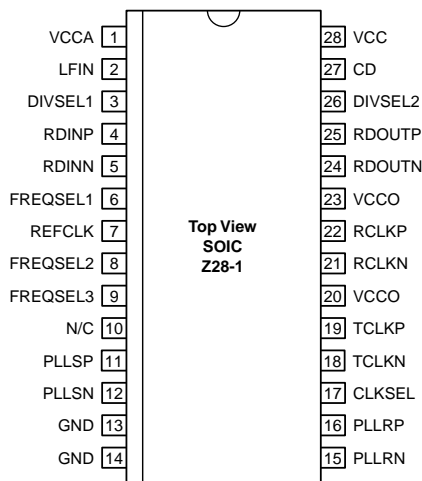 VCCA 1
28 VCC
LFIN 2
27 CD
DIVSEL1 3
26 DIVSEL2
RDINP 4
25 RDOUTP
RDINN 5
24 RDOUTN
FREQSEL1 6
23 VCCO
REFCLK 7
22 RCLKP
FREQSEL2 8
21 RCLKN
FREQSEL3 9
20 VCCO
N/C 10
19 TCLKP
PLLSP 11
18 TCLKN
PLLSN 12
17 CLKSEL
GND 13
16 PLLRP
GND 14
15 PLLRN
Top View
SOIC
Z28-1